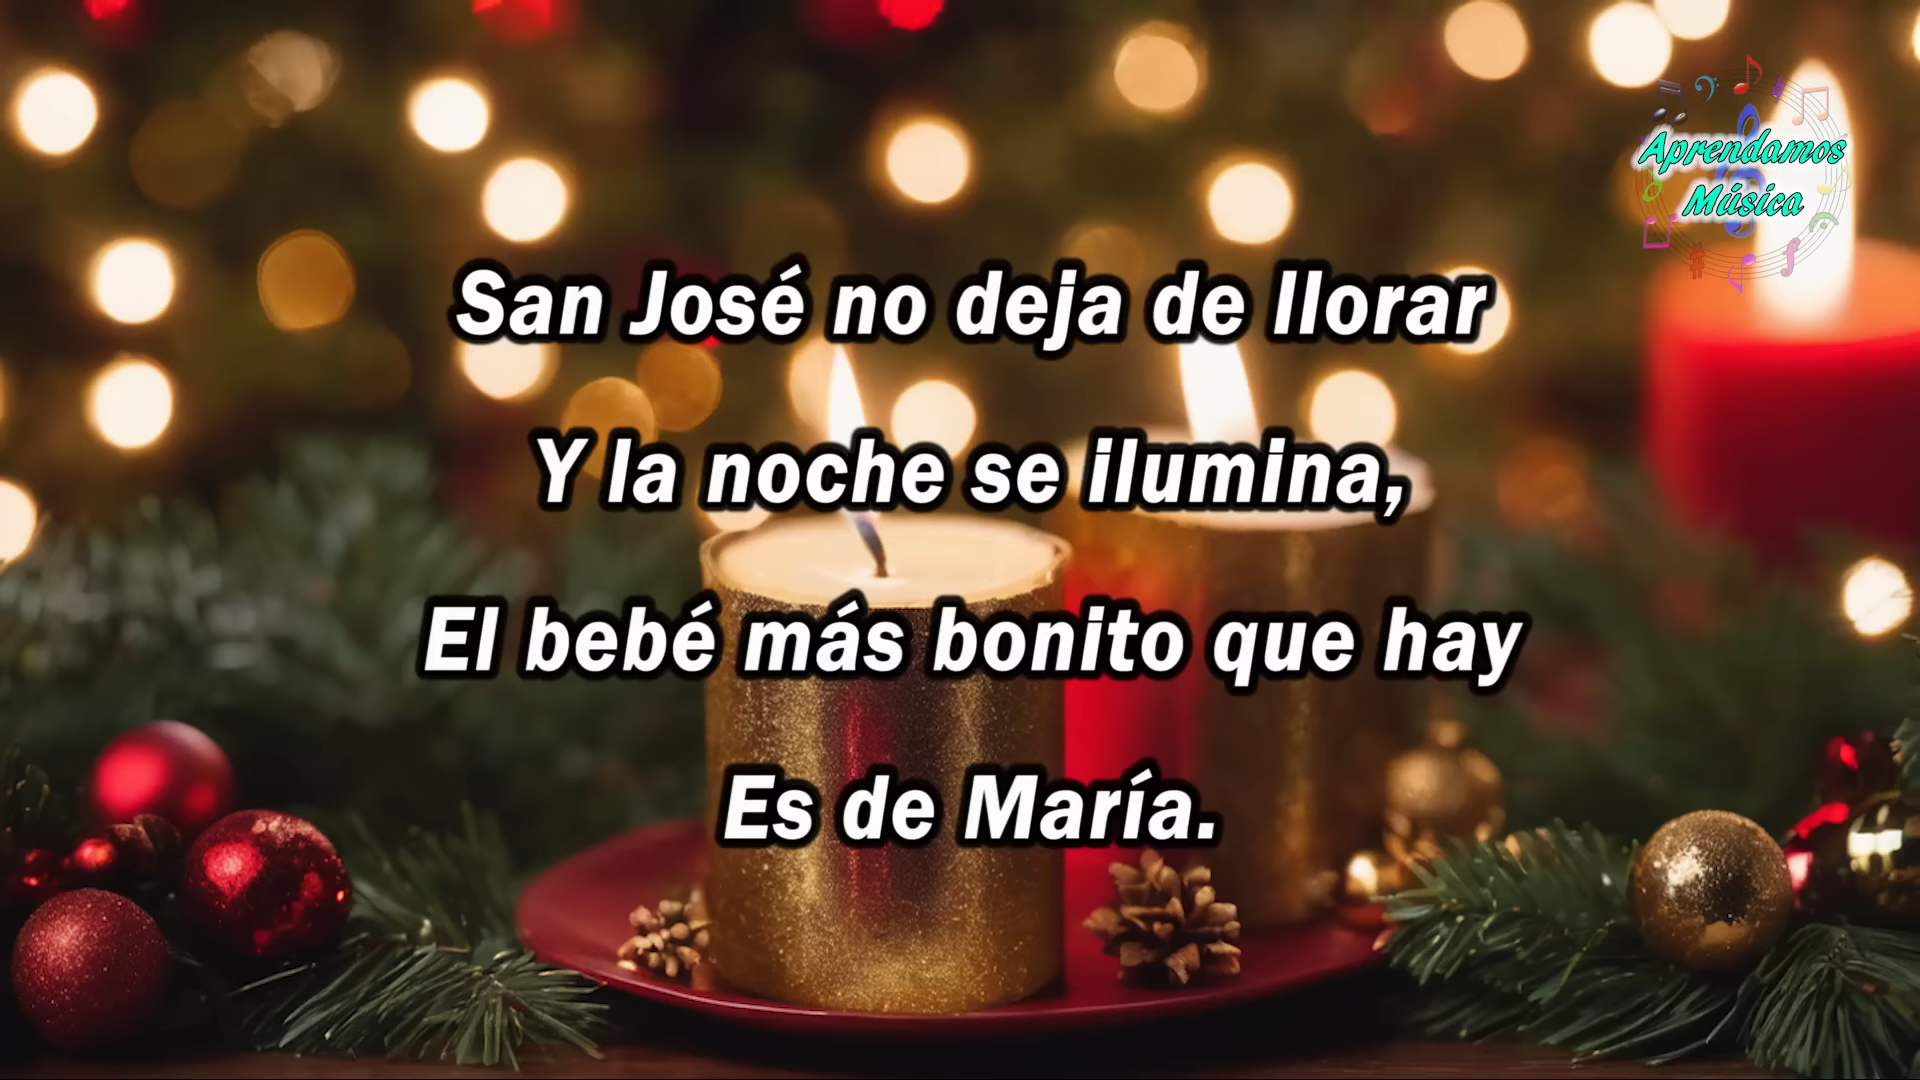 Aprendamos
Música
San José no deja de llorar
Y la noche se ilumina,
El bebé más bonito que hay
Es de María.